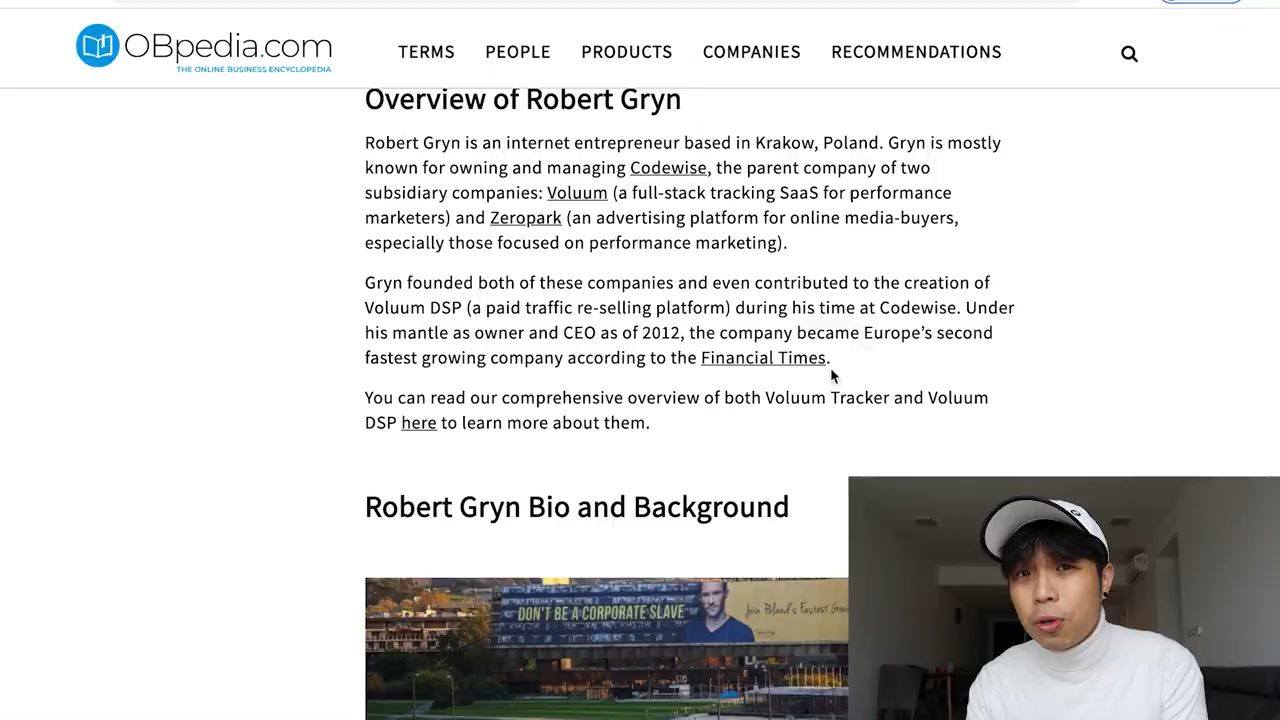 OBpedia.com
THE ONLINE BUSINESS ENCYCLOPEDIA
TERMS PEOPLE PRODUCTS COMPANIES RECOMMENDATIONS
Overview of Robert Gryn
Robert Gryn is an internet entrepreneur based in Krakow, Poland. Gryn is mostly
known for owning and managing Codewise, the parent company of two
subsidiary companies: Voluum (a full-stack tracking SaaS for performance
marketers) and Zeropark (an advertising platform for online media-buyers,
especially those focused on performance marketing).
Gryn founded both of these companies and even contributed to the creation of
Voluum DSP (a paid traffic re-selling platform) during his time at Codewise. Under
his mantle as owner and CEO as of 2012, the company became Europe’s second
fastest growing company according to the Financial Times.
You can read our comprehensive overview of both Voluum Tracker and Voluum
DSP here to learn more about them.
Robert Gryn Bio and Background
DON'T BE A CORPORATE SLAVE
Join Poland's Fastest